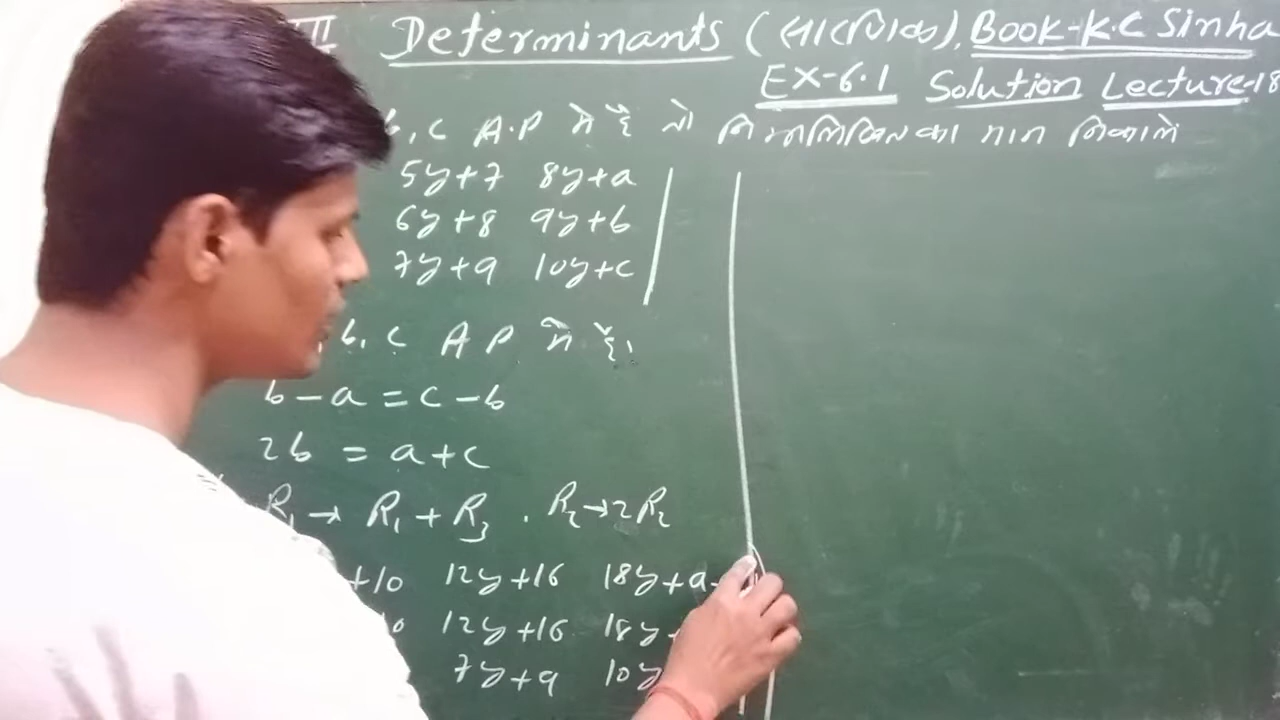 II Determinants (सारणिक), Book-K.C Sinha
EX-6.1 Solution Lecture-18
b, c A.P में हैं तो निम्नलिखित का मान निकालें
5y+7 8y+a
6y+8 9y+b
7y+9 10y+c
, b, c A P में हैं।
b-a = c-b
2b = a+c
R₁→ R₁+R₃ . R₂→2R₂
+10 12y+16 18y+a
12y+16 18y
7y+9 10y